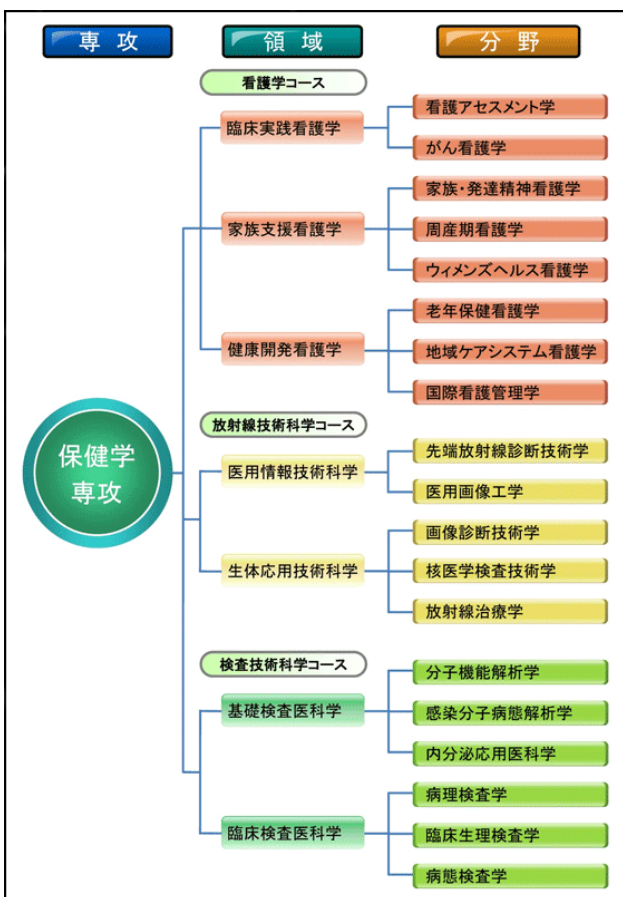 専攻
領域
分野
看護学コース
臨床実践看護学
看護アセスメント学
がん看護学
家族支援看護学
家族・発達精神看護学
周産期看護学
ウィメンズヘルス看護学
健康開発看護学
老年保健看護学
地域ケアシステム看護学
国際看護管理学
保健学
専攻
放射線技術科学コース
医用情報技術科学
先端放射線診断技術学
医用画像工学
生体応用技術科学
画像診断技術学
核医学検査技術学
放射線治療学
検査技術科学コース
基礎検査医科学
分子機能解析学
感染分子病態解析学
内分泌応用医科学
臨床検査医科学
病理検査学
臨床生理検査学
病態検査学